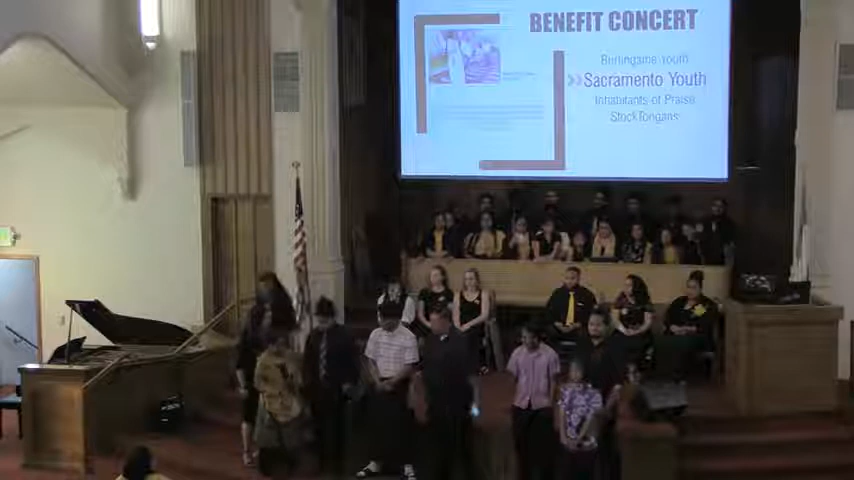 BENEFIT CONCERT
Burlingame Youth
Sacramento Youth
Inhabitants of Praise
StockTongans